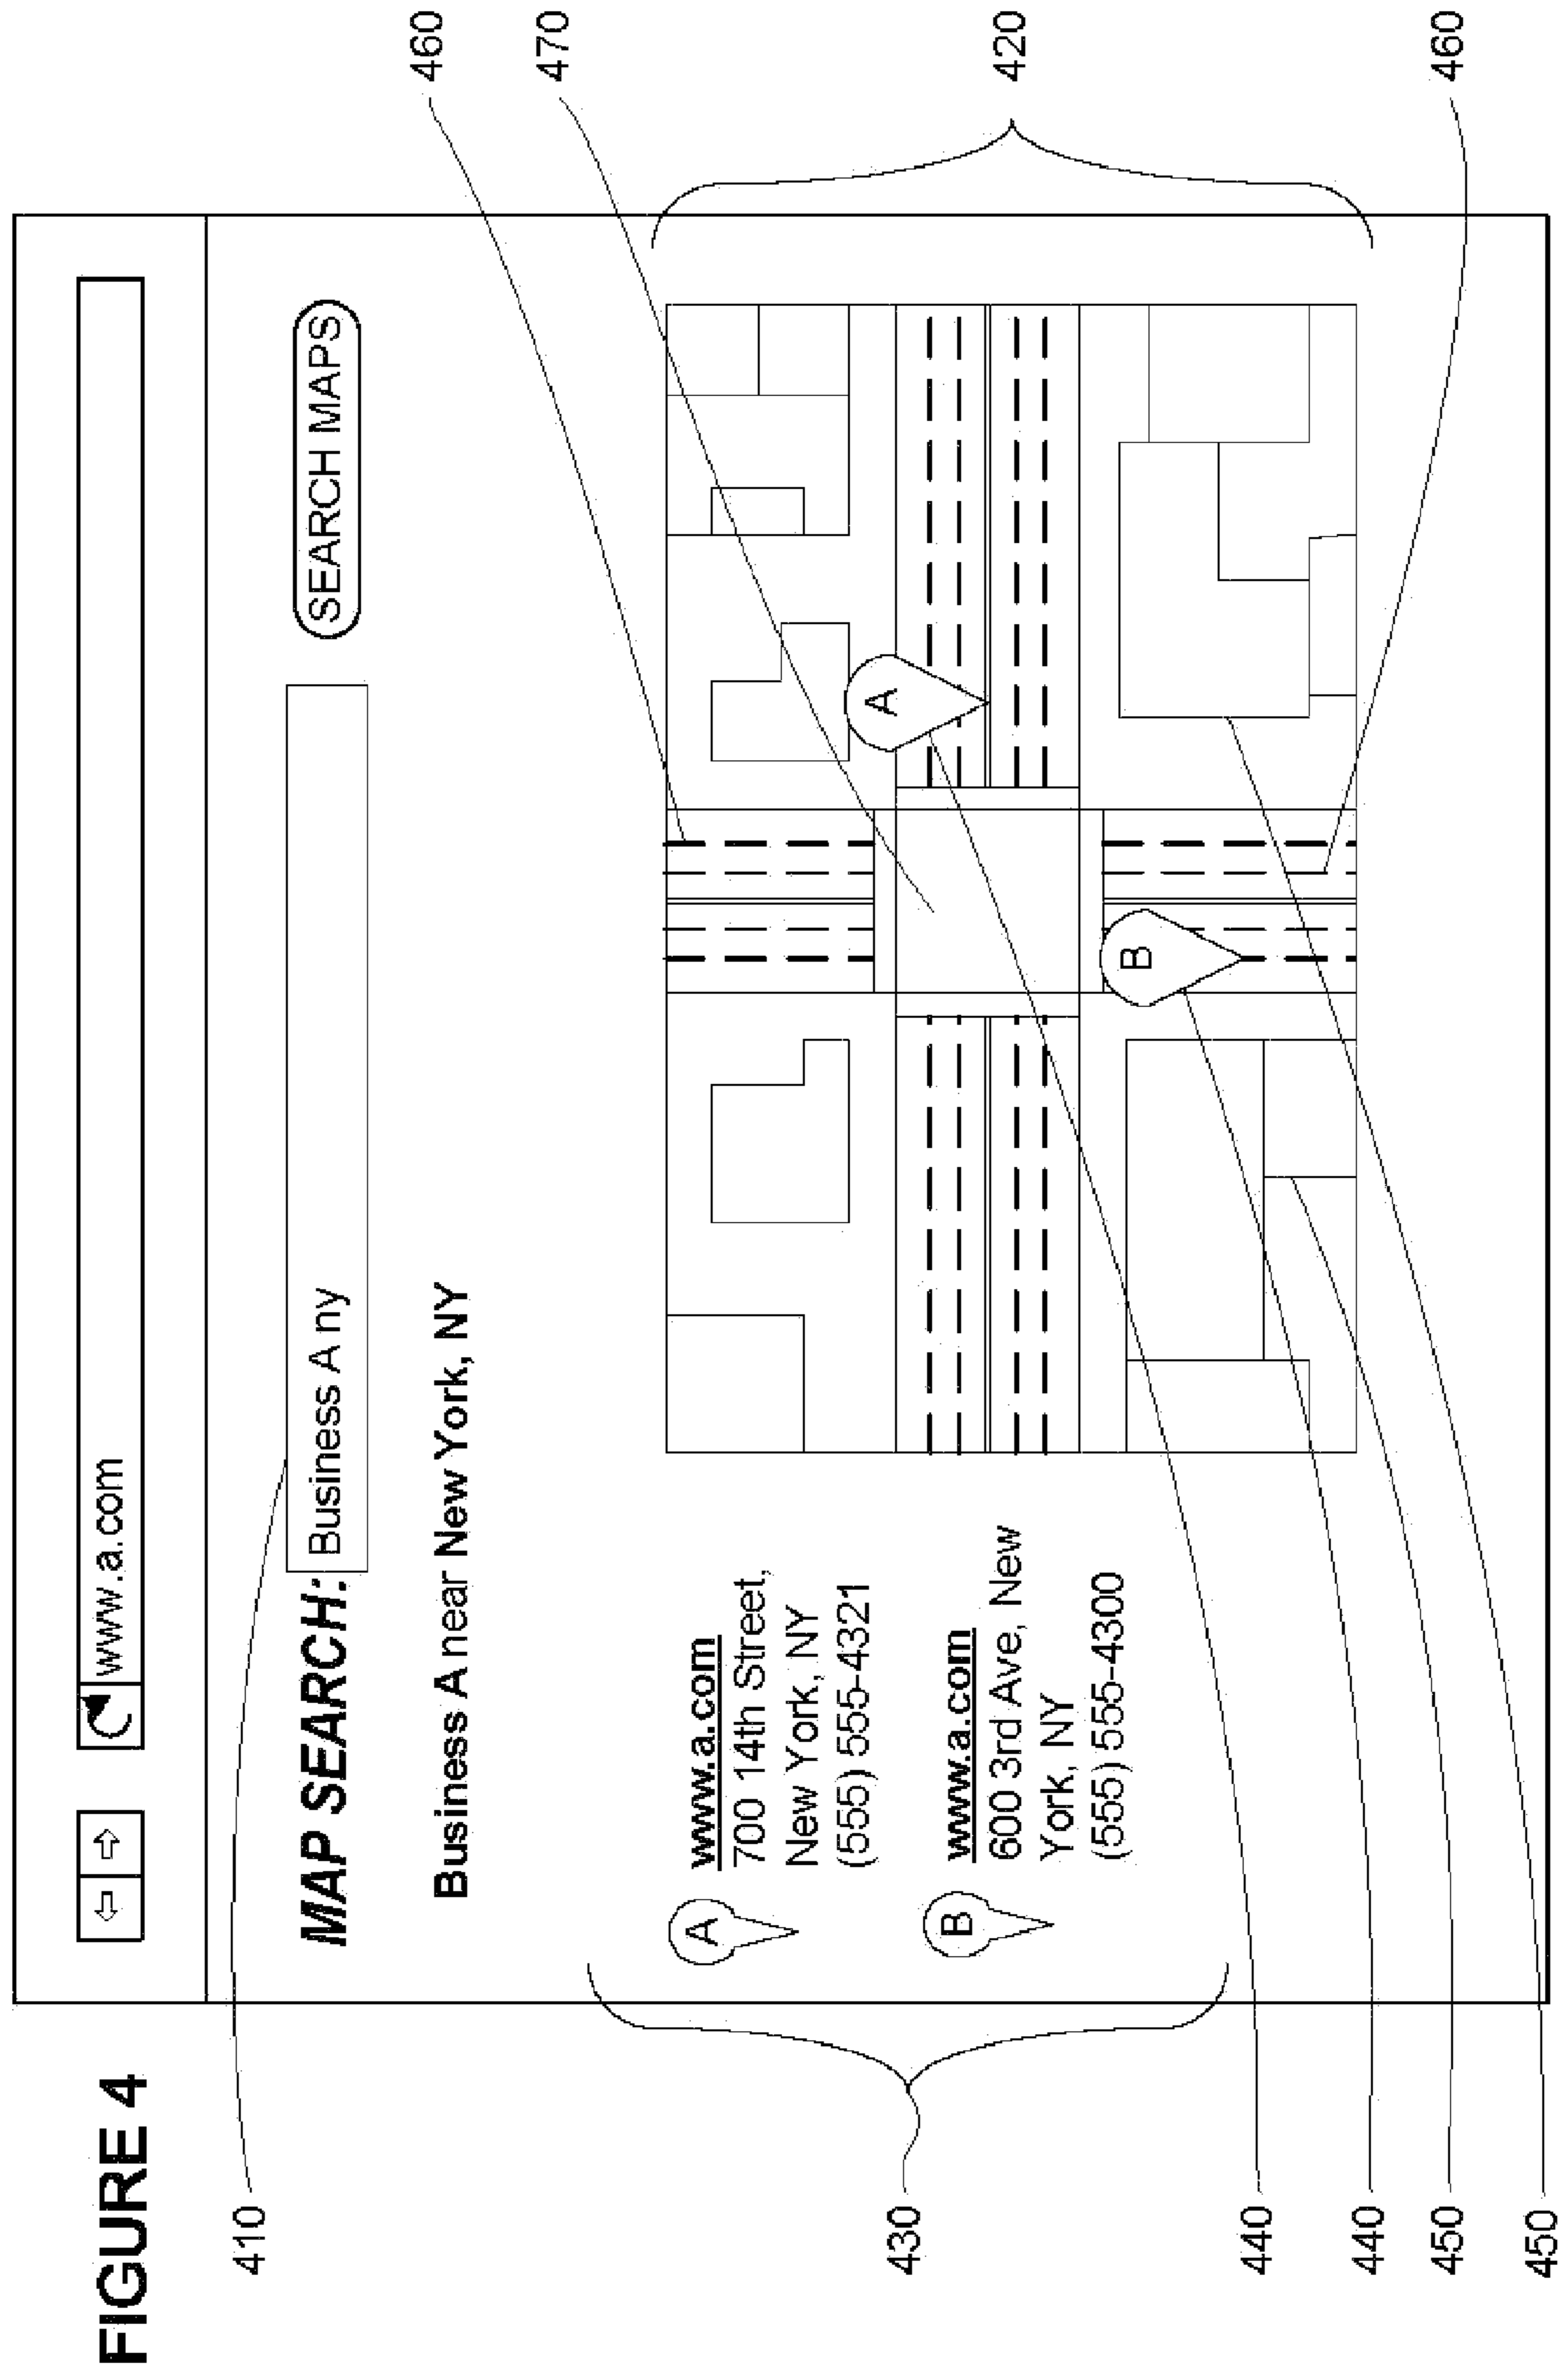 FIGURE 4
www.a.com
MAP SEARCH:
Business A ny
SEARCH MAPS
Business A near New York, NY
A
www.a.com
700 14th Street,
New York, NY
(555) 555-4321
B
www.a.com
600 3rd Ave, New
York, NY
(555) 555-4300
A
B
410
430
440
440
450
450
460
470
420
460